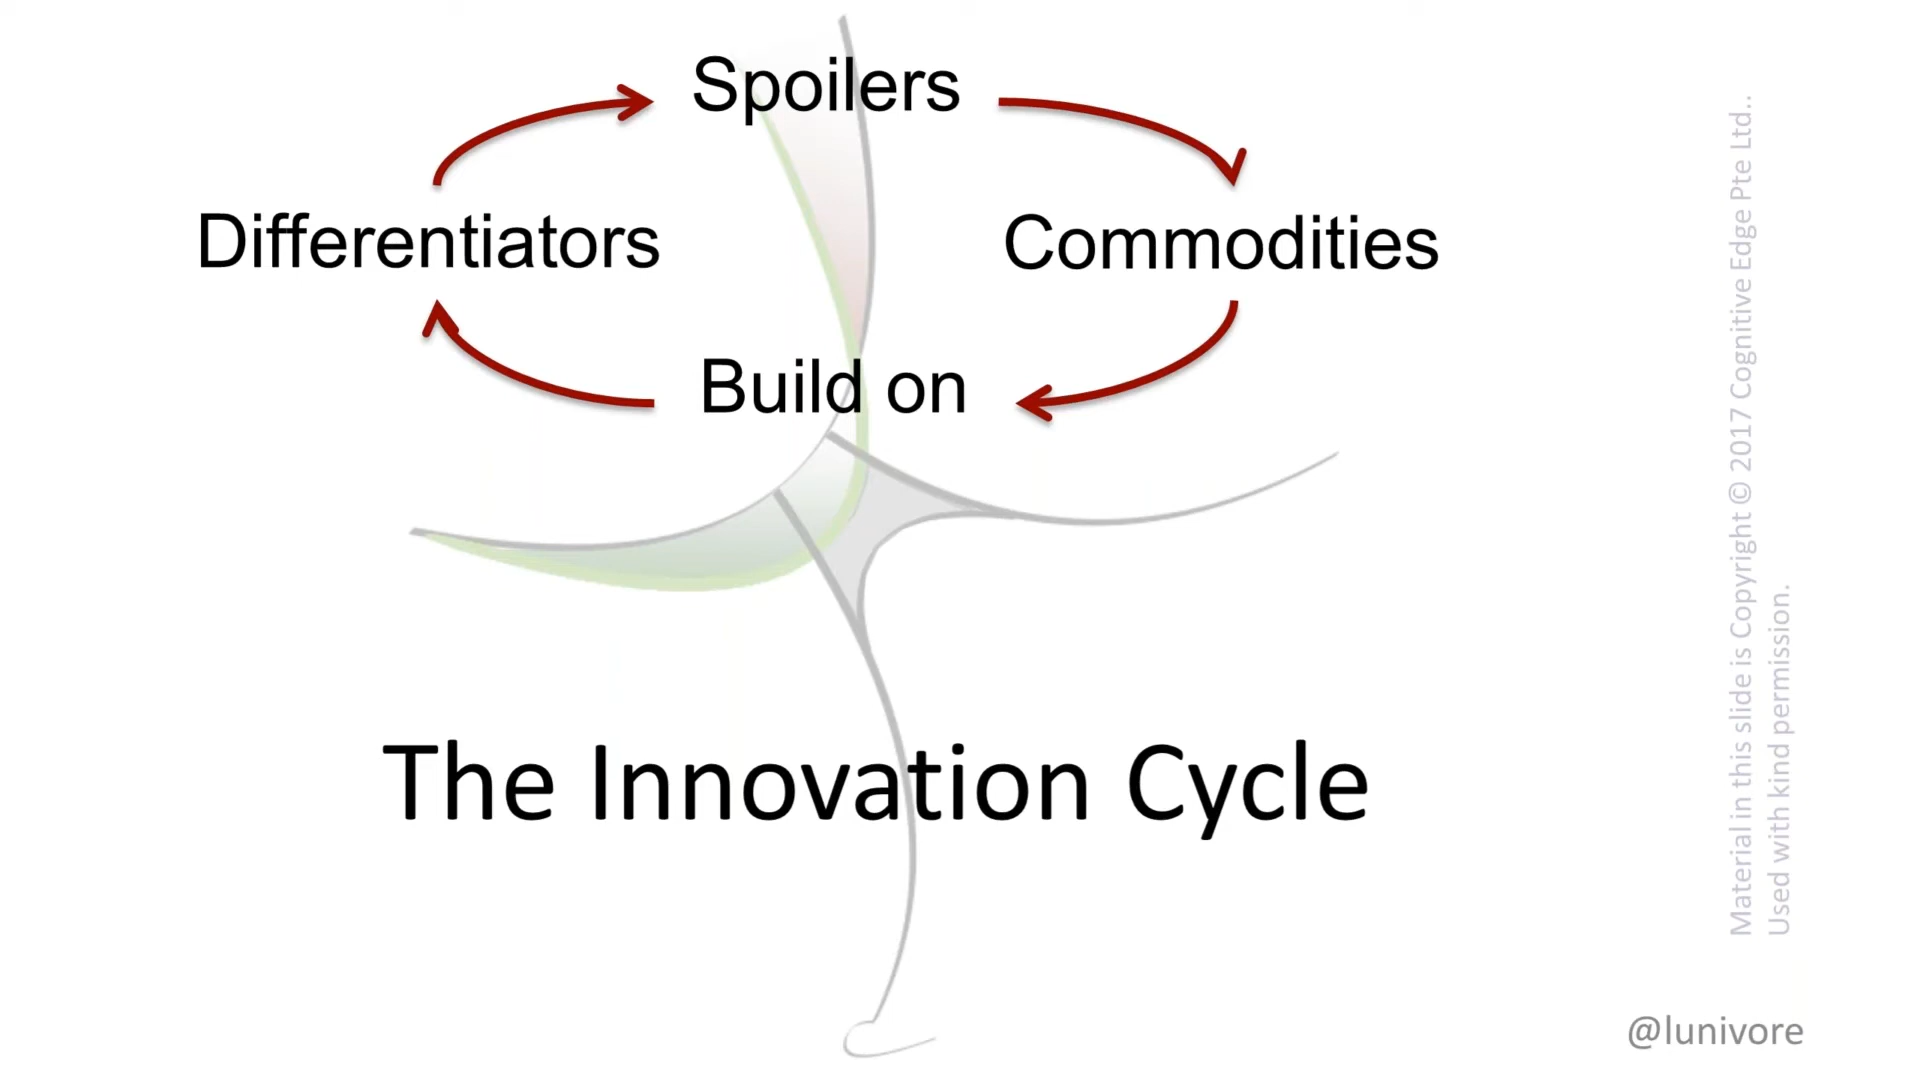 Spoilers
Differentiators
Commodities
Build on
The Innovation Cycle
Material in this slide is Copyright © 2017 Cognitive Edge Pte Ltd..
Used with kind permission.
@lunivore